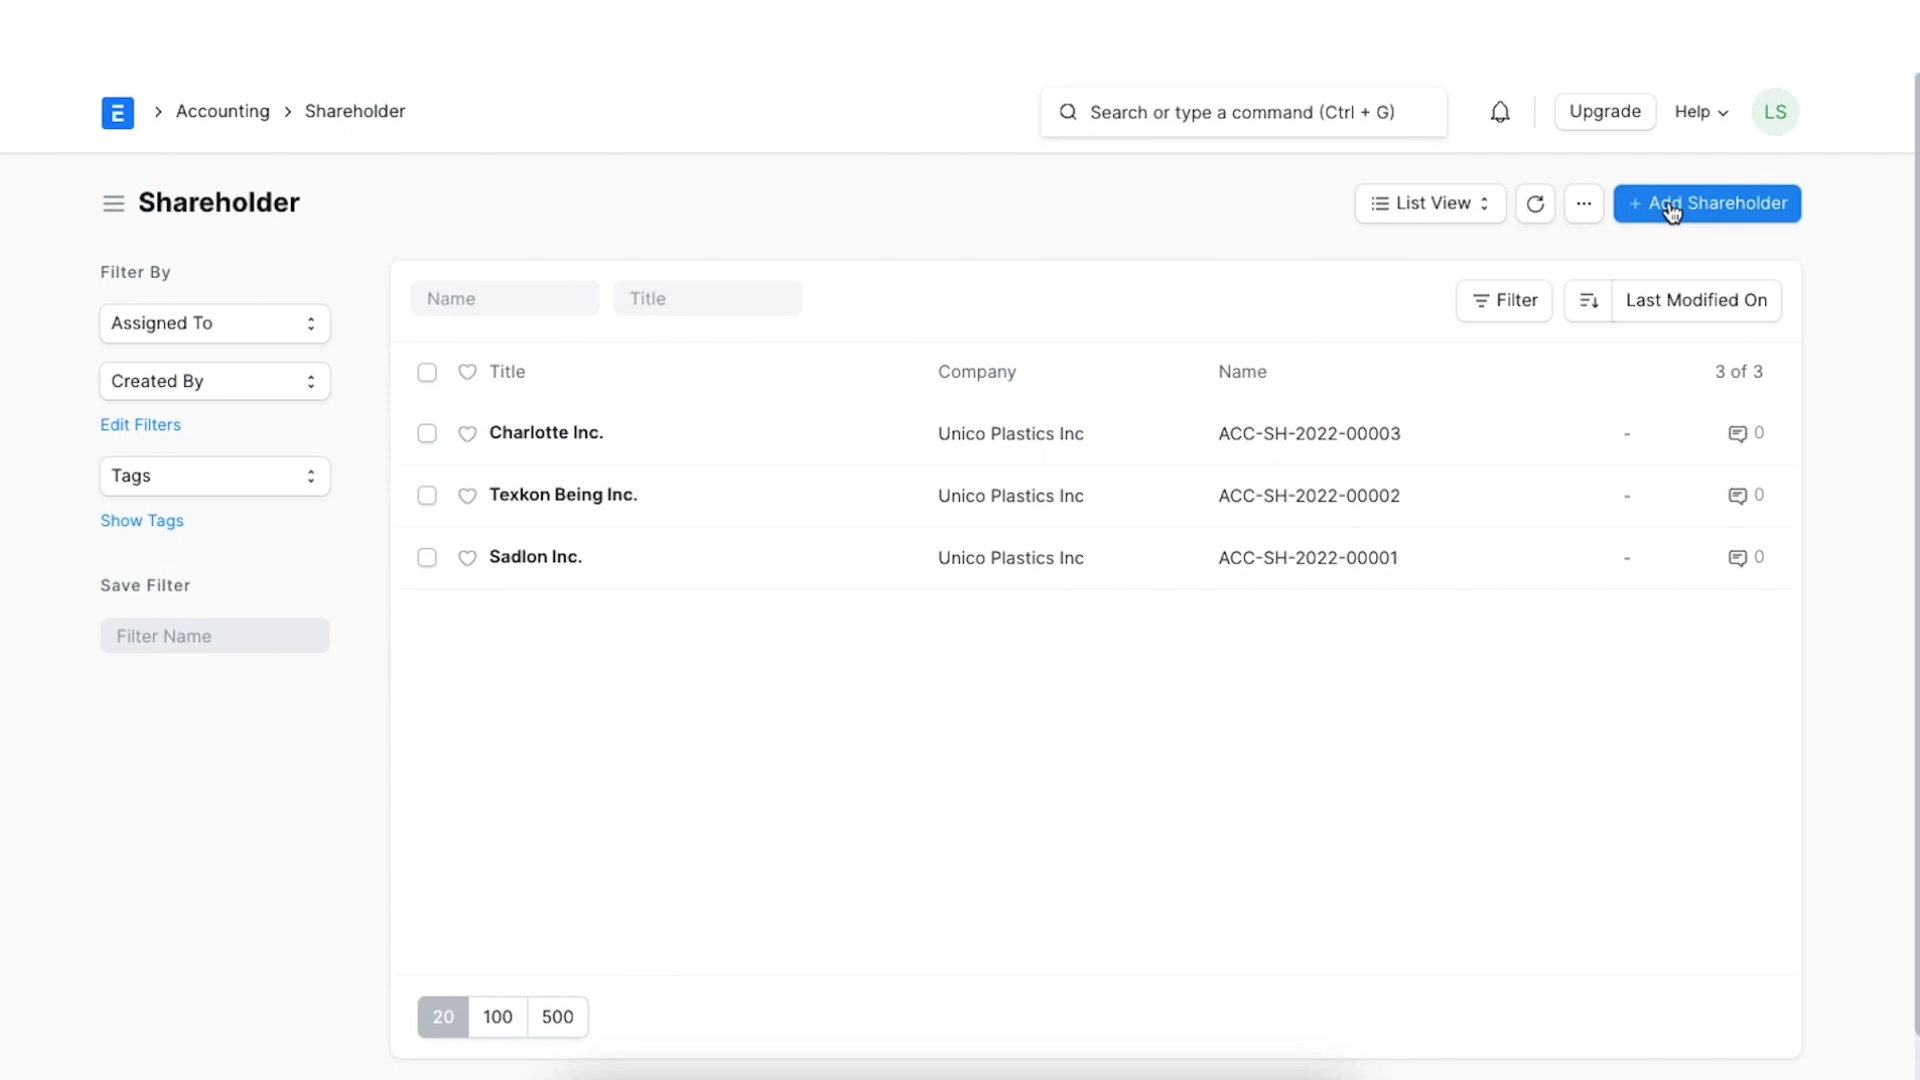 E > Accounting > Shareholder
Search or type a command (Ctrl + G)
Upgrade
Help
LS
Shareholder
List View
...
+ Add Shareholder
Filter By
Assigned To
Created By
Edit Filters
Tags
Show Tags
Save Filter
Filter Name
Name
Title
Filter
Last Modified On
Title Company Name 3 of 3
Charlotte Inc. Unico Plastics Inc ACC-SH-2022-00003 - 0
Texkon Being Inc. Unico Plastics Inc ACC-SH-2022-00002 - 0
Sadlon Inc. Unico Plastics Inc ACC-SH-2022-00001 - 0
20 100 500